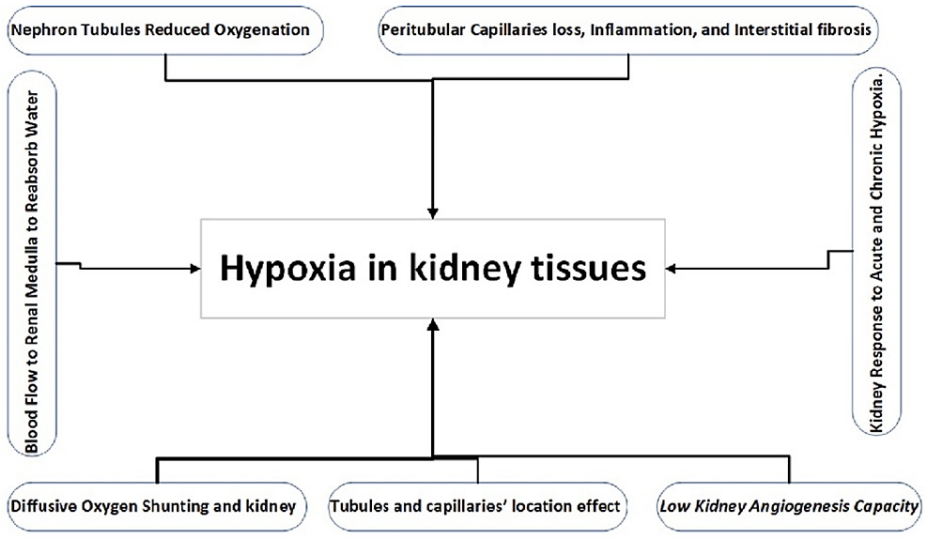 Nephron Tubules Reduced Oxygenation
Peritubular Capillaries loss, Inflammation, and Interstitial fibrosis
Blood Flow to Renal Medulla to Reabsorb Water
Hypoxia in kidney tissues
Kidney Response to Acute and Chronic Hypoxia.
Diffusive Oxygen Shunting and kidney
Tubules and capillaries’ location effect
Low Kidney Angiogenesis Capacity